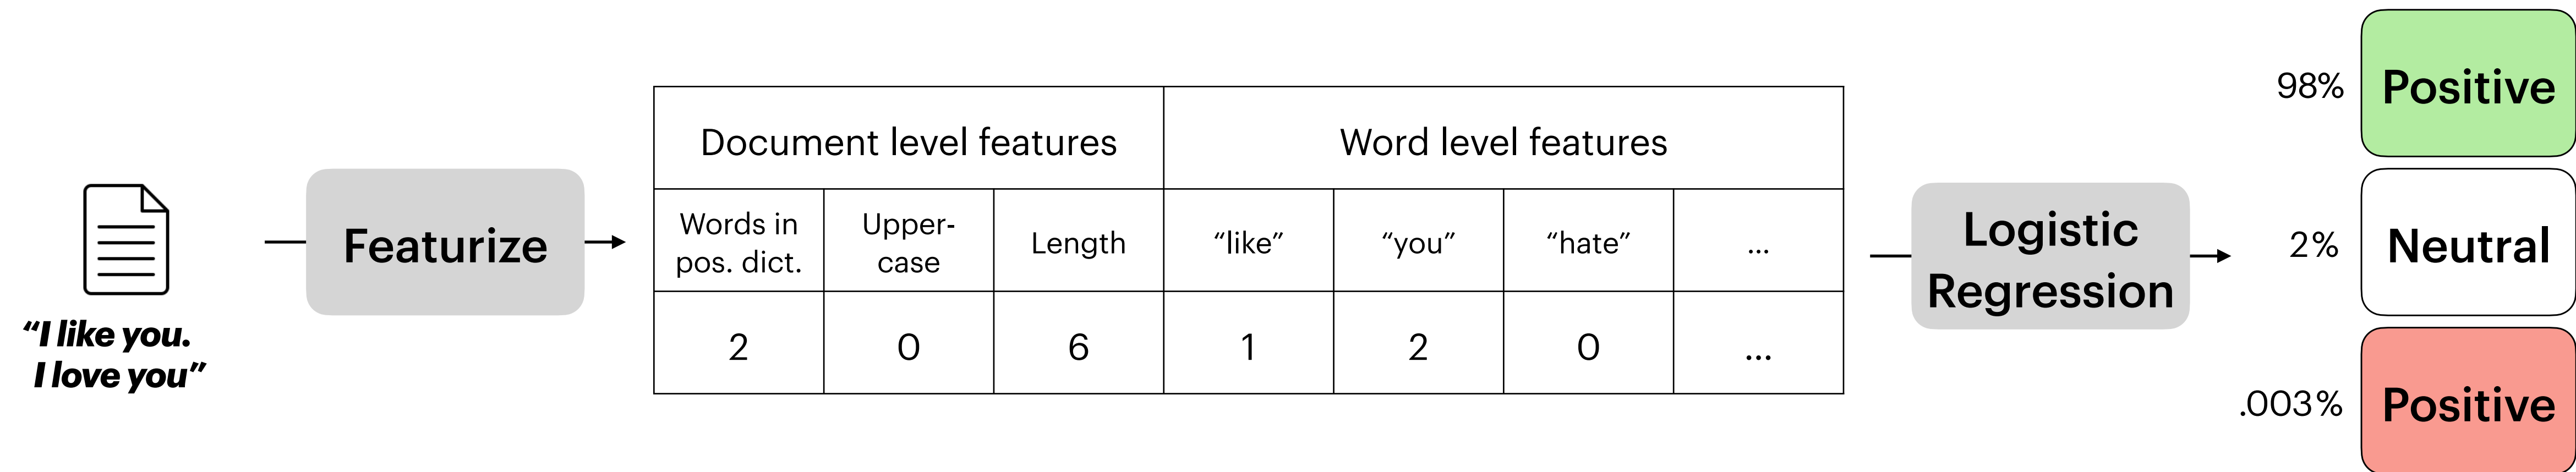 “I like you.
I love you”
Featurize
Document level features
Word level features
Words in
pos. dict.
Upper-
case
Length
“like”
“you”
“hate”
...
2
0
6
1
2
0
...
Logistic
Regression
98%
Positive
2%
Neutral
.003%
Positive